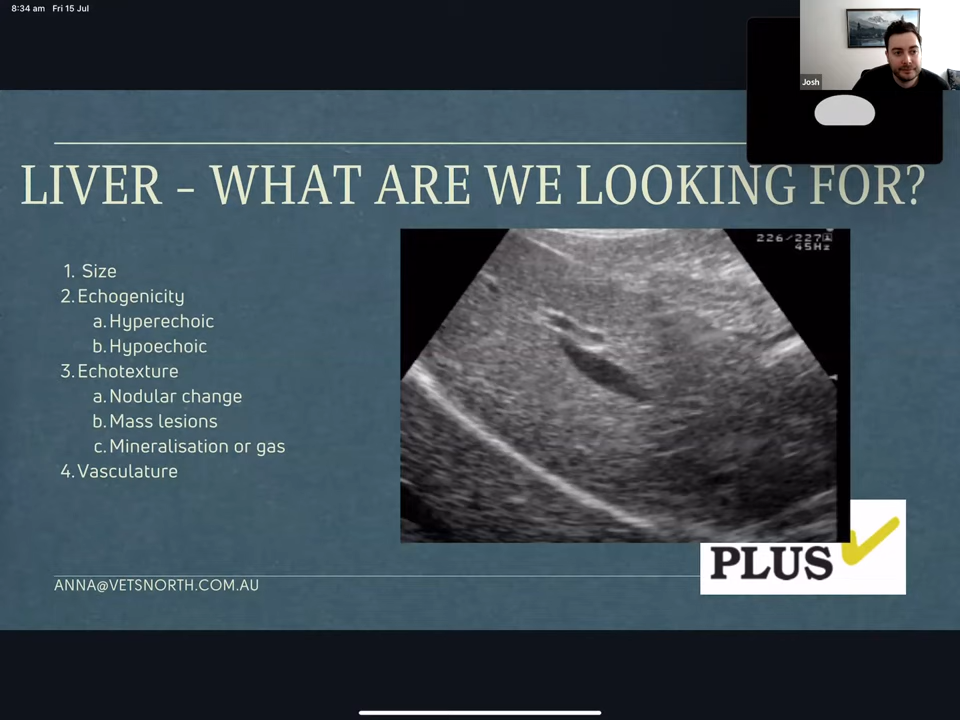 8:34 am Fri 15 Jul
Josh
LIVER – WHAT ARE WE LOOKING FOR?
226/227
45Hz
1. Size
2. Echogenicity
a. Hyperechoic
b. Hypoechoic
3. Echotexture
a. Nodular change
b. Mass lesions
c. Mineralisation or gas
4. Vasculature
PLUS
ANNA@VETSNORTH.COM.AU